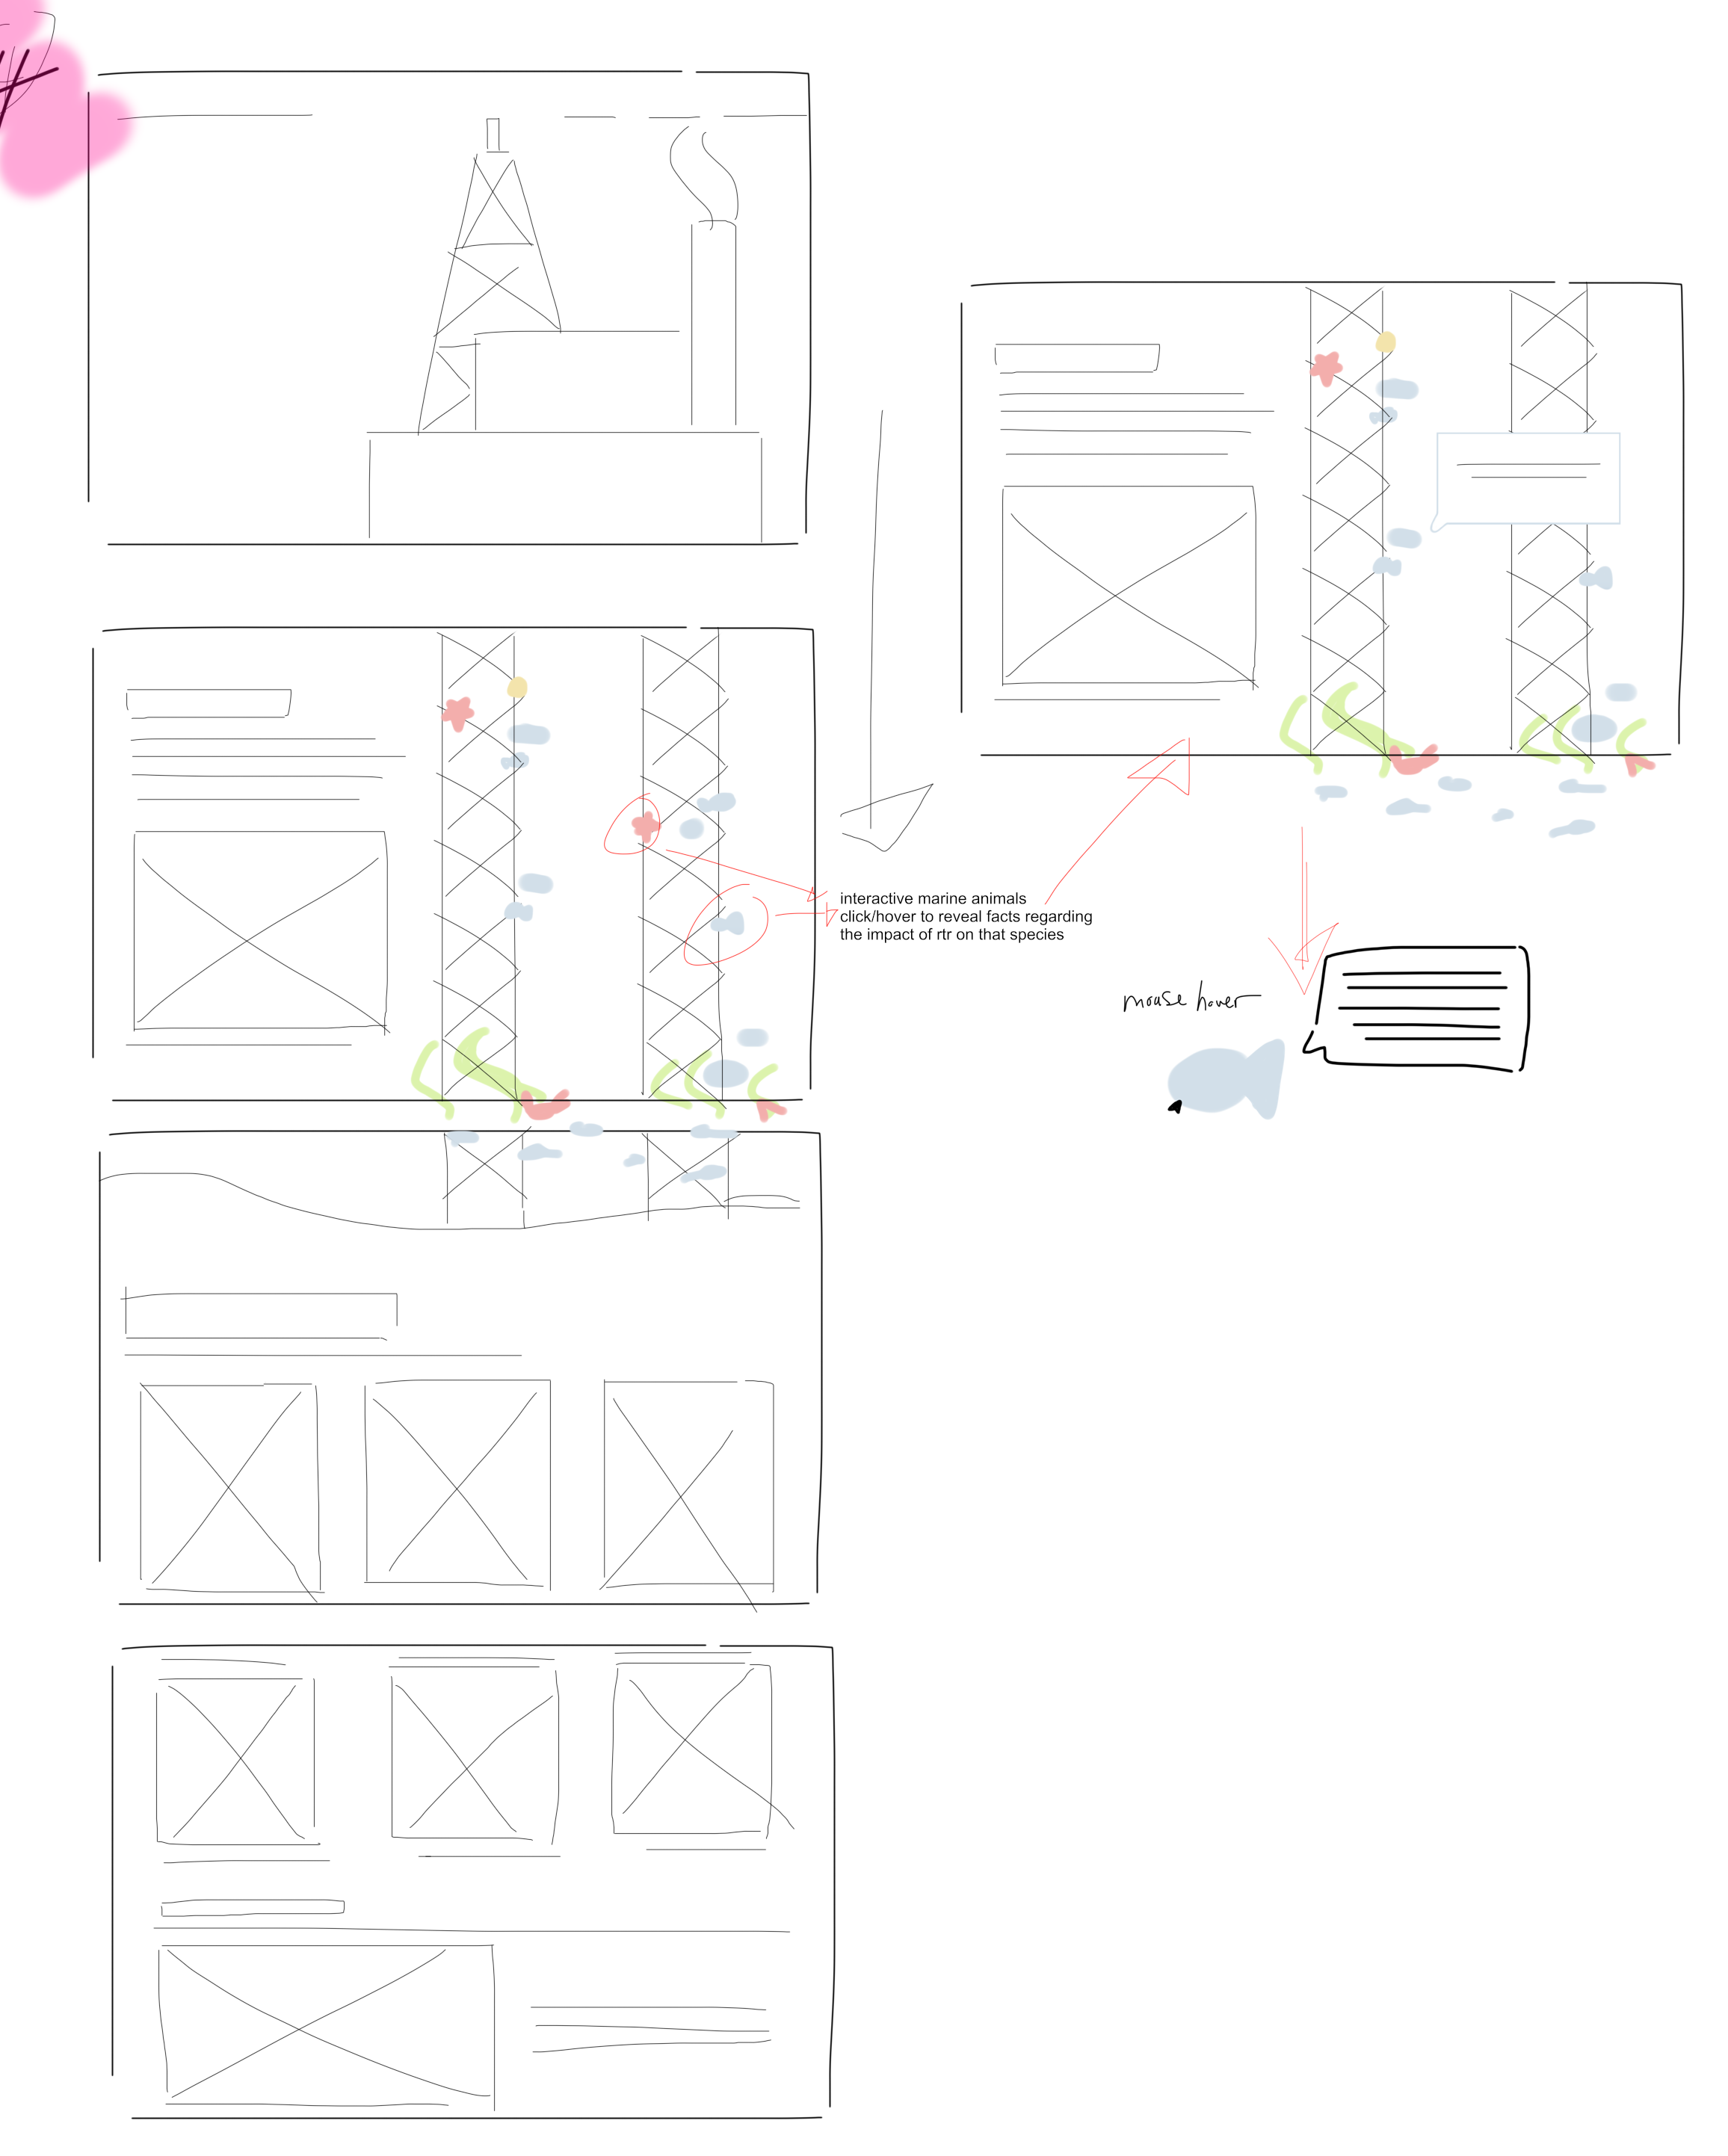 interactive marine animals
click/hover to reveal facts regarding
the impact of rtr on that species
mouse hover